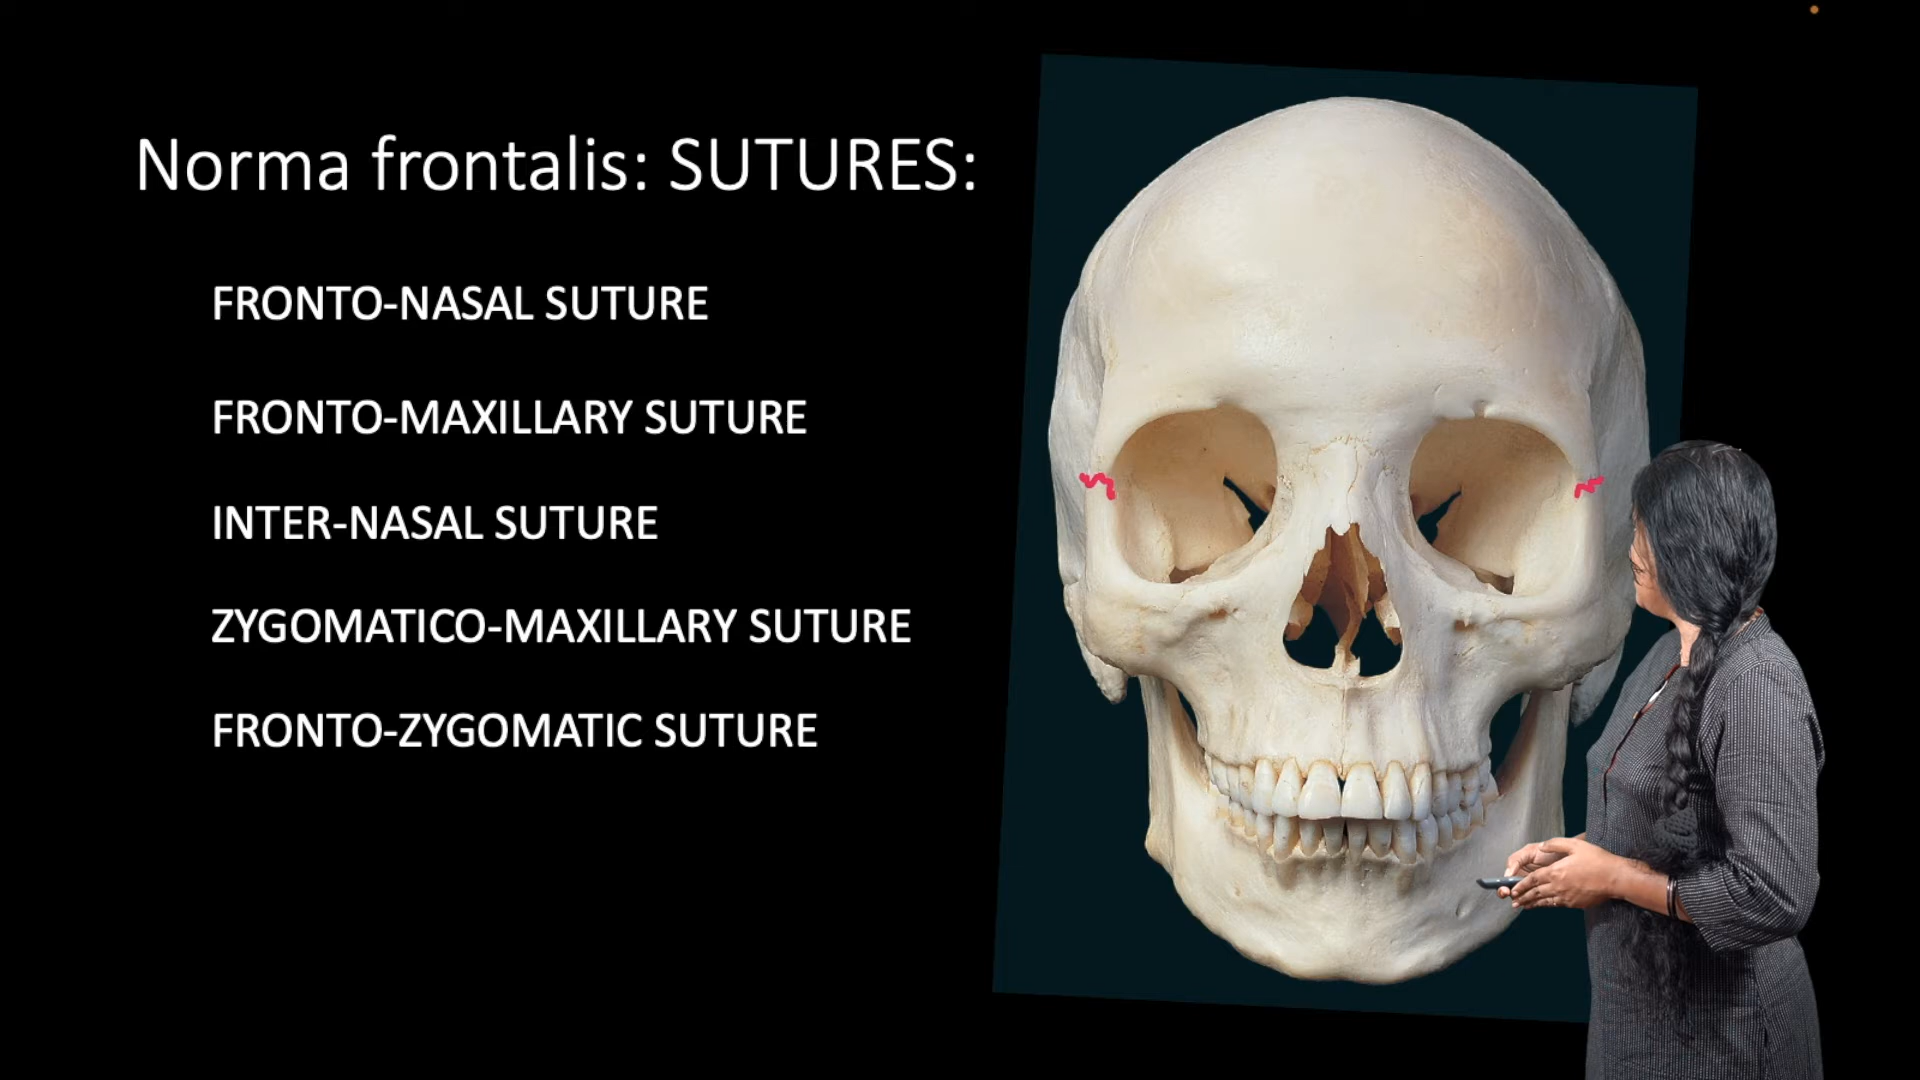 Norma frontalis: SUTURES:
FRONTO-NASAL SUTURE
FRONTO-MAXILLARY SUTURE
INTER-NASAL SUTURE
ZYGOMATICO-MAXILLARY SUTURE
FRONTO-ZYGOMATIC SUTURE